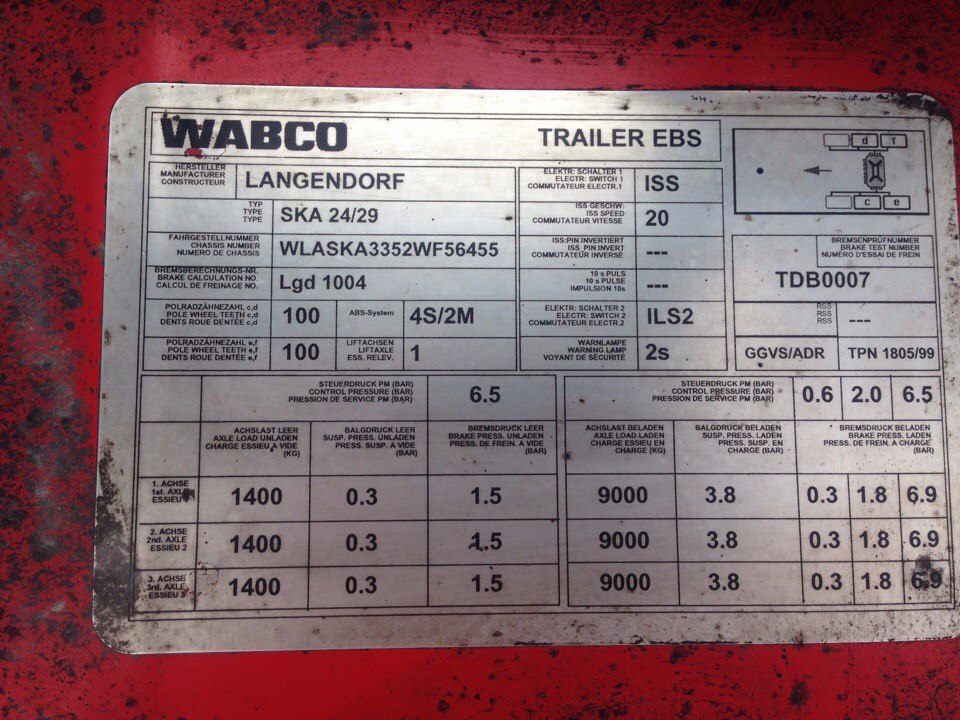 WABCO
TRAILER EBS
d f
c e
HERSTELLER
MANUFACTURER
CONSTRUCTEUR
LANGENDORF
ELEKTR: SCHALTER 1
ELECTR: SWITCH 1
COMMUTATEUR ELECTR.1
ISS
TYP
TYPE
TYPE
SKA 24/29
ISS GESCHW:
ISS SPEED
COMMUTATEUR VITESSE
20
FAHRGESTELLNUMMER
CHASSIS NUMBER
NUMERO DE CHASSIS
WLASKA3352WF56455
ISS:PIN INVERTIERT
ISS_PIN INVERT
COMMUTATEUR INVERSÉ
---
BREMSENPRÜFNUMMER
BRAKE TEST NUMBER
NUMÉRO D'ESSAI DE FREIN
TDB0007
BREMSBERECHNUNGS-NR.
BRAKE CALCULATION NO.
CALCUL DE FREINAGE NO.
Lgd 1004
10 s PULS
10 s PULSE
IMPULSION 10s
---
POLRADZÄHNEZAHL c,d
POLE WHEEL TEETH c,d
DENTS ROUE DENTÉE c,d
100
ABS-System
4S/2M
ELEKTR: SCHALTER 2
ELECTR: SWITCH 2
COMMUTATEUR ELECTR.2
ILS2
RSS
RSS
RSS
---
POLRADZÄHNEZAHL e,f
POLE WHEEL TEETH e,f
DENTS ROUE DENTÉE e,f
100
LIFTACHSEN
LIFTAXLE
ESS. RELEV.
1
WARNLAMPE
WARNING LAMP
VOYANT DE SÉCURITÉ
2s
GGVS/ADR
TPN 1805/99
STEUERDRUCK PM (BAR)
CONTROL PRESSURE (BAR)
PRESSION DE SERVICE PM (BAR)
6.5
STEUERDRUCK PM (BAR)
CONTROL PRESSURE PM (BAR)
PRESSION DE SERVICE PM (BAR)
0.6 2.0 6.5
ACHSLAST LEER
AXLE LOAD UNLADEN
CHARGE ESSIEU A VIDE
(KG)
BALGDRUCK LEER
SUSP. PRESS. UNLADEN
PRESS. SUSP. A VIDE
(BAR)
BREMSDRUCK LEER
BRAKE PRESS. UNLADEN
PRESS. DE FREIN. A VIDE
(BAR)
ACHSLAST BELADEN
AXLE LOAD LADEN
CHARGE ESSIEU EN
CHARGE (KG)
BALGDRUCK BELADEN
SUSP. PRESS. LADEN
PRESS. SUSP. EN
CHARGE (BAR)
BREMSDRUCK BELADEN
BRAKE PRESS. LADEN
PRESS. DE FREIN. A CHARGE
(BAR)
1. ACHSE
1st. AXLE
ESSIEU
1400 0.3 1.5 9000 3.8 0.3 1.8 6.9
2. ACHSE
2nd. AXLE
ESSIEU 2
1400 0.3 1.5 9000 3.8 0.3 1.8 6.9
3. ACHSE
3rd. AXLE
ESSIEU 3
1400 0.3 1.5 9000 3.8 0.3 1.8 6.9